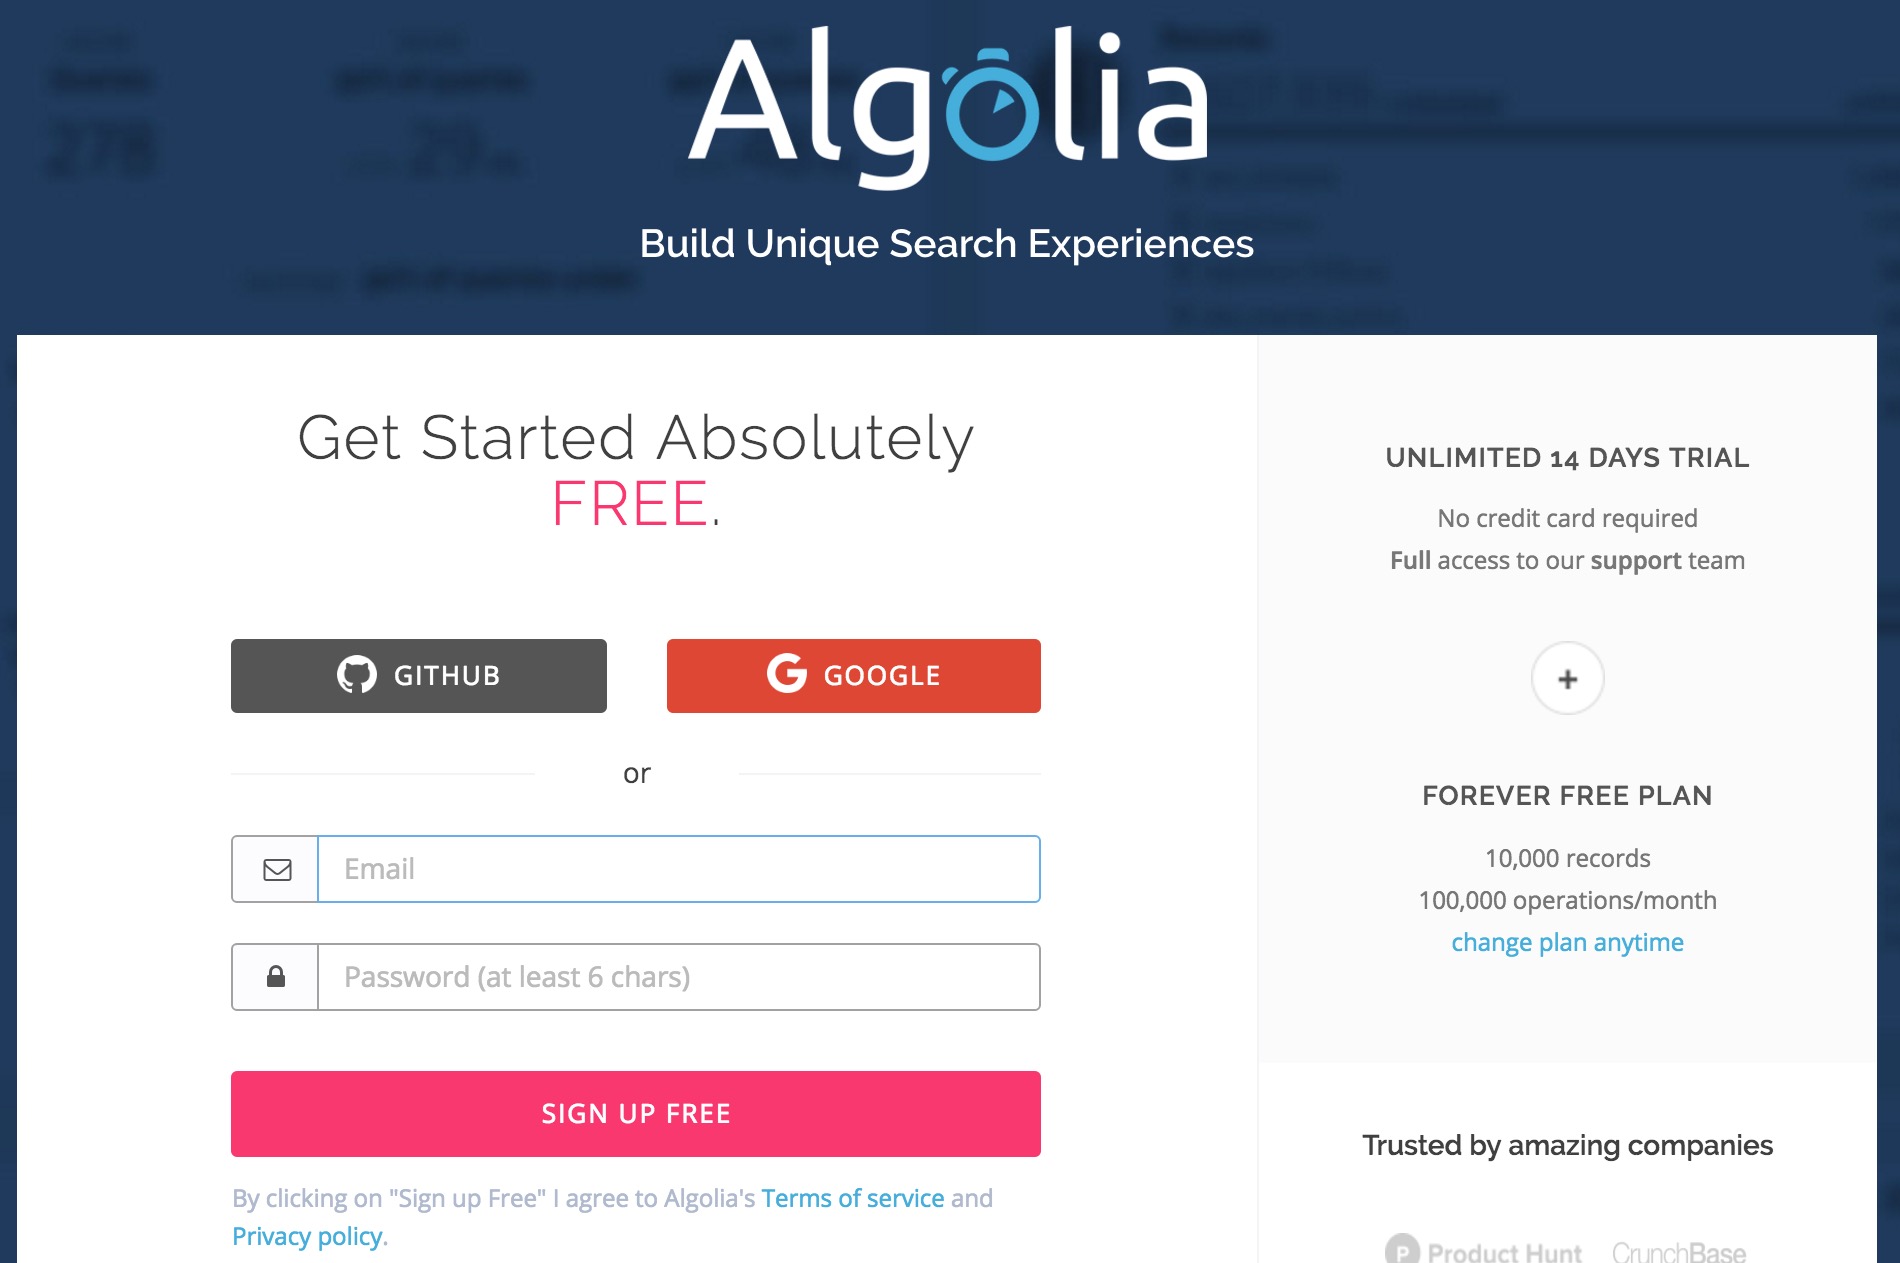 Algolia
Build Unique Search Experiences
278
Get Started Absolutely
FREE.
GITHUB
GOOGLE
or
Email
Password (at least 6 chars)
SIGN UP FREE
By clicking on "Sign up Free" I agree to Algolia's Terms of service and
Privacy policy.
UNLIMITED 14 DAYS TRIAL
No credit card required
Full access to our support team
+
FOREVER FREE PLAN
10,000 records
100,000 operations/month
change plan anytime
Trusted by amazing companies
Product Hunt
CrunchBase